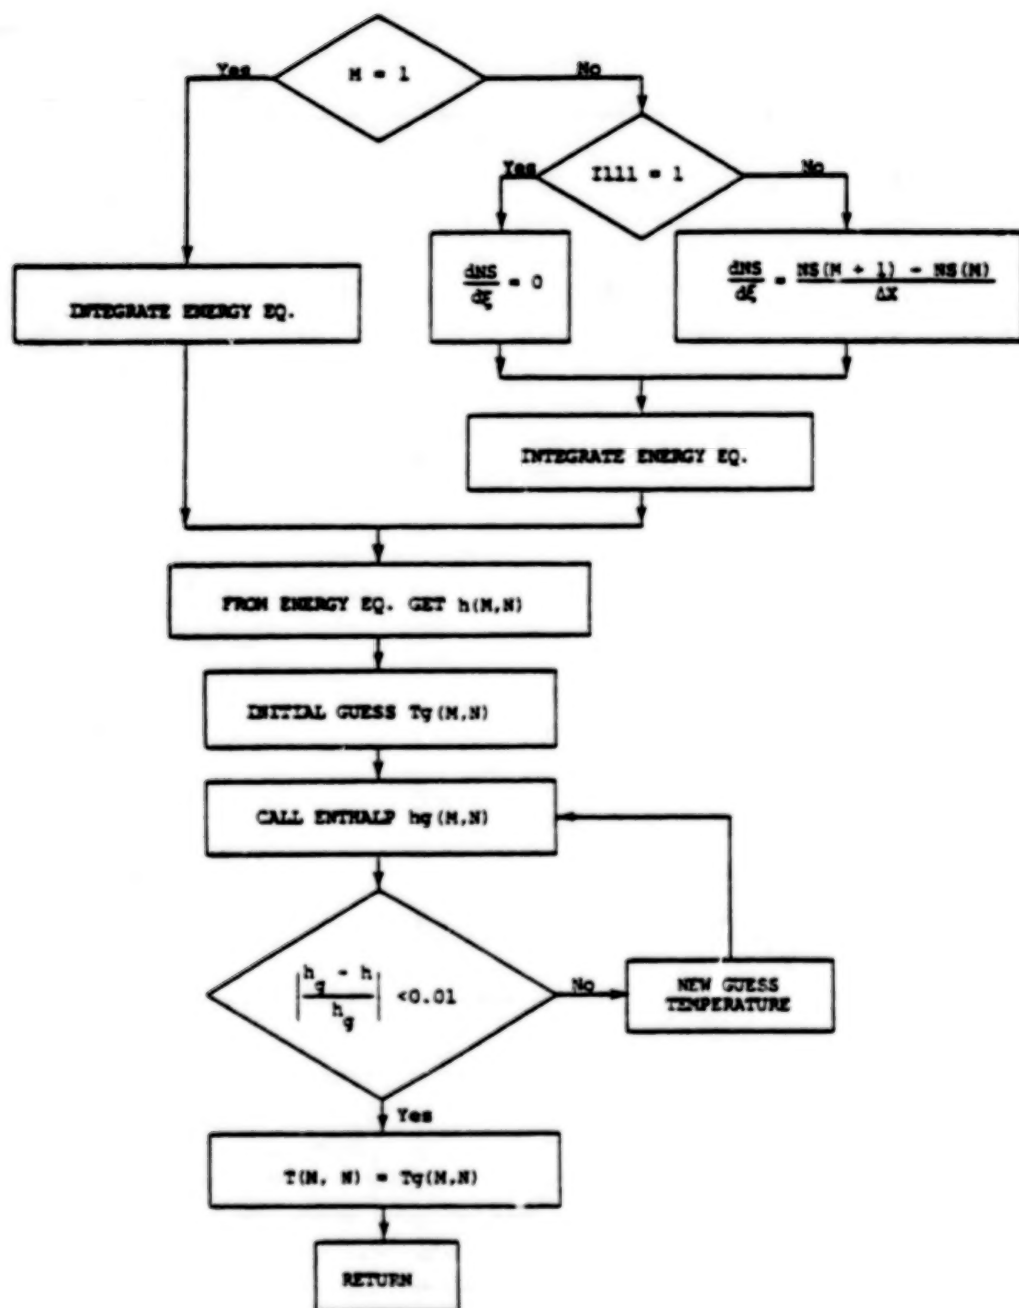 M = 1
Yes
No
I111 = 1
Yes
No
dNS/dξ = 0
dNS/dξ = NS(M + 1) - NS(M)/ΔX
INTEGRATE ENERGY EQ.
INTEGRATE ENERGY EQ.
FROM ENERGY EQ. GET h(M,N)
INITIAL GUESS Tg(M,N)
CALL ENTHALP hg(M,N)
|h_g - h/h_g| <0.01
No
NEW GUESS
TEMPERATURE
Yes
T(M, N) = Tg(M,N)
RETURN